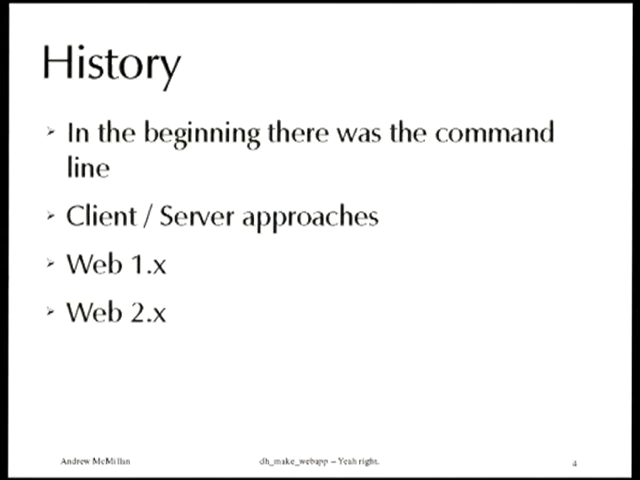 History
➢ In the beginning there was the command
line
➢ Client / Server approaches
➢ Web 1.x
➢ Web 2.x
Andrew McMillan dh_make_webapp – Yeah right. 4